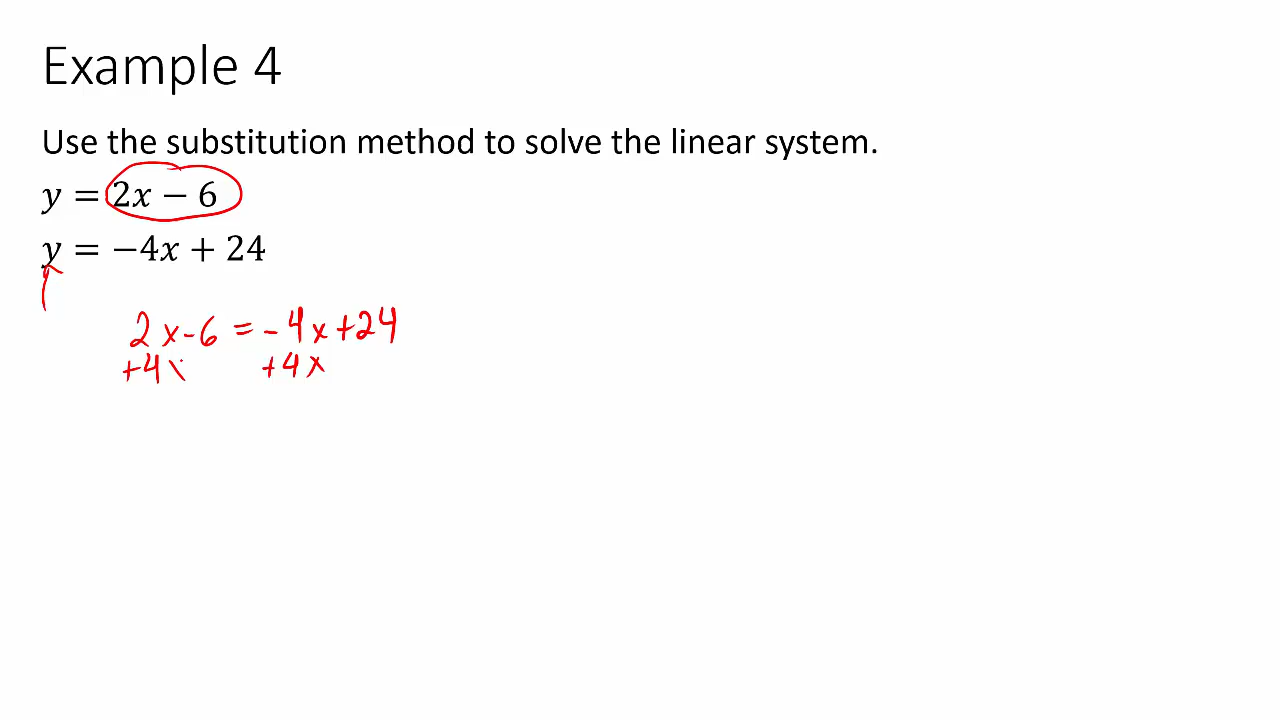 Example 4
Use the substitution method to solve the linear system.
y = 2x − 6
y = −4x + 24
2x-6 = -4x+24
+4x +4x